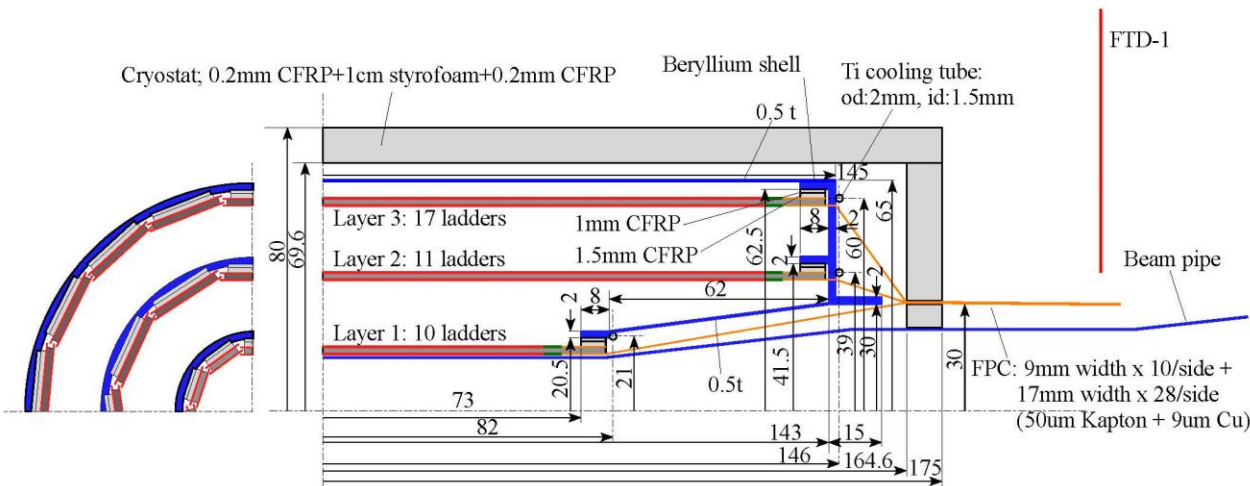 FTD-1
Cryostat; 0.2mm CFRP+1cm styrofoam+0.2mm CFRP
Beryllium shell
Ti cooling tube:
od:2mm, id:1.5mm
0.5 t
145
Layer 3: 17 ladders
1mm CFRP
8
2
65
80
69.6
62.5
60
1.5mm CFRP
Layer 2: 11 ladders
2
2
Beam pipe
62
8
2
Layer 1: 10 ladders
20.5
21
0.5t
41.5
39
30
30
FPC: 9mm width x 10/side +
17mm width x 28/side
(50um Kapton + 9um Cu)
73
82
143
15
146
164.6
175